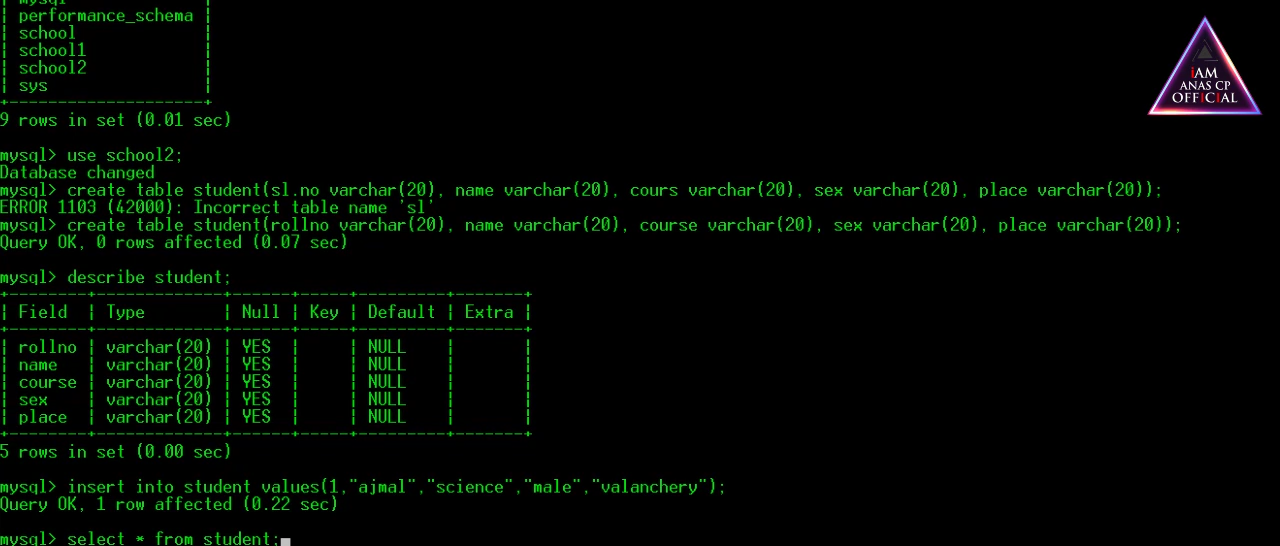 mysql
| performance_schema |
| school |
| school1 |
| school2 |
| sys |
+--------------------+
9 rows in set (0.01 sec)
mysql> use school2;
Database changed
mysql> create table student(sl.no varchar(20), name varchar(20), cours varchar(20), sex varchar(20), place varchar(20));
ERROR 1103 (42000): Incorrect table name 'sl'
mysql> create table student(rollno varchar(20), name varchar(20), course varchar(20), sex varchar(20), place varchar(20));
Query OK, 0 rows affected (0.07 sec)
mysql> describe student;
+--------+-------------+------+-----+---------+-------+
| Field | Type | Null | Key | Default | Extra |
+--------+-------------+------+-----+---------+-------+
| rollno | varchar(20) | YES | | NULL | |
| name | varchar(20) | YES | | NULL | |
| course | varchar(20) | YES | | NULL | |
| sex | varchar(20) | YES | | NULL | |
| place | varchar(20) | YES | | NULL | |
+--------+-------------+------+-----+---------+-------+
5 rows in set (0.00 sec)
mysql> insert into student values(1,"ajmal","science","male","valanchery");
Query OK, 1 row affected (0.22 sec)
mysql> select * from student;
iAM
ANAS CP
OFFICIAL